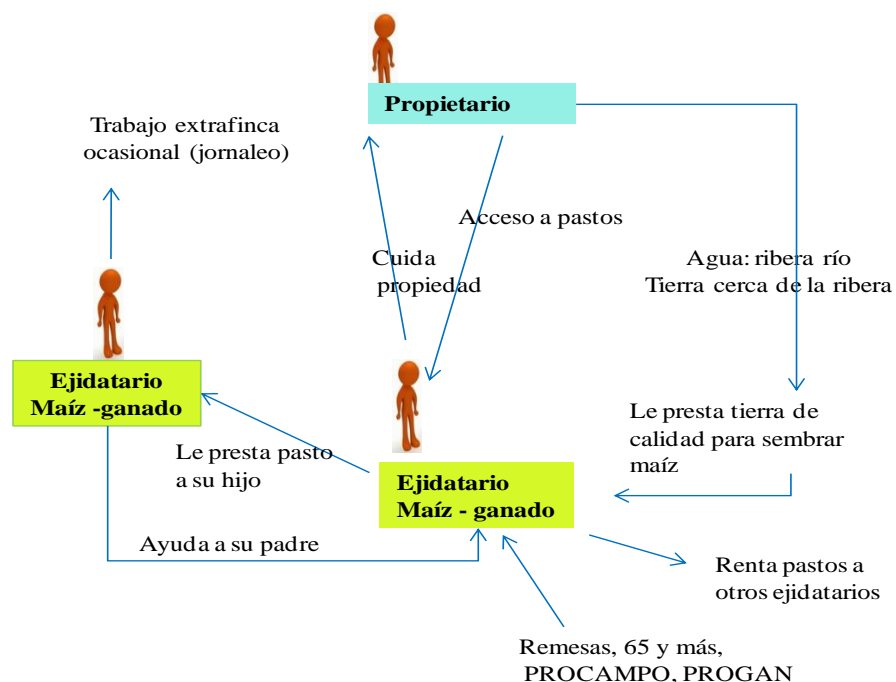 Propietario
Trabajo extrafinca
ocasional (jornaleo)
Acceso a pastos
Cuida
propiedad
Agua: ribera río
Tierra cerca de la ribera
Ejidatario
Maíz -ganado
Le presta tierra de
calidad para sembrar
maíz
Le presta pasto
a su hijo
Ejidatario
Maíz - ganado
Ayuda a su padre
Renta pastos a
otros ejidatarios
Remesas, 65 y más,
PROCAMPO, PROGAN